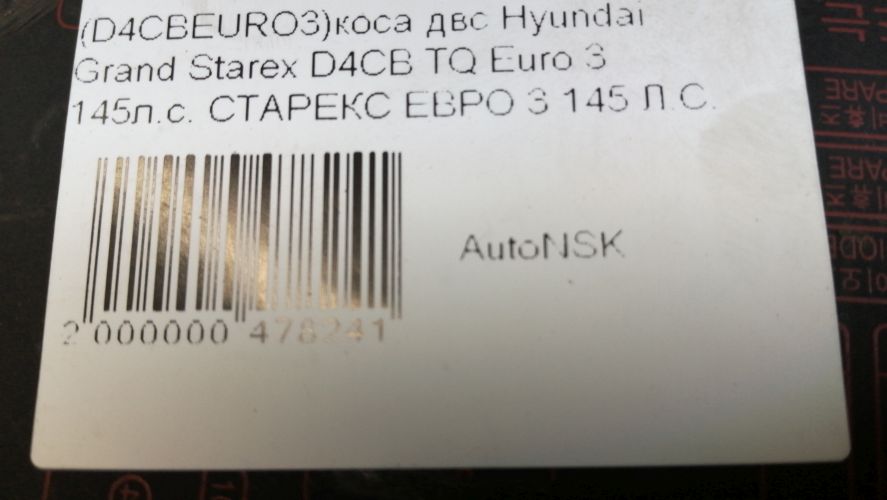 (D4CBEURO3)коса двс Hyundai
Grand Starex D4CB TQ Euro 3
145л.с. СТАРЕКС ЕВРО 3 145 Л.С.
AutoNSK
2 000000 478241